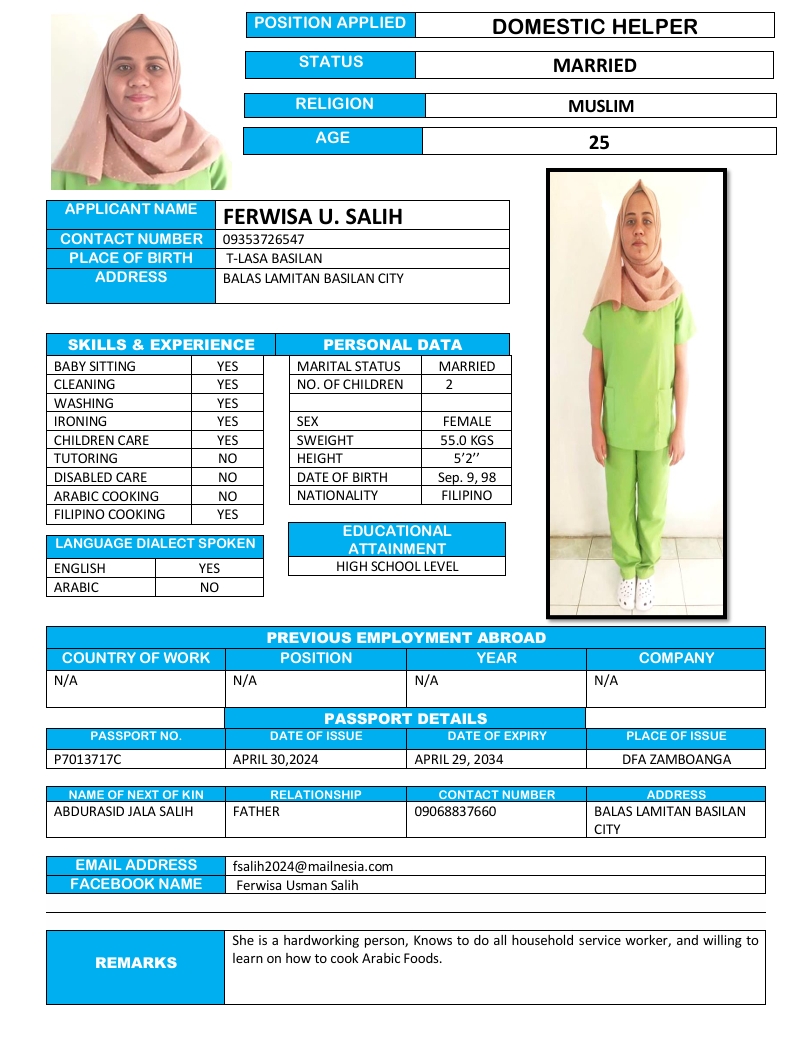 POSITION APPLIED DOMESTIC HELPER
STATUS MARRIED
RELIGION MUSLIM
AGE 25
APPLICANT NAME FERWISA U. SALIH
CONTACT NUMBER 09353726547
PLACE OF BIRTH T-LASA BASILAN
ADDRESS BALAS LAMITAN BASILAN CITY
SKILLS & EXPERIENCE
BABY SITTING YES
CLEANING YES
WASHING YES
IRONING YES
CHILDREN CARE YES
TUTORING NO
DISABLED CARE NO
ARABIC COOKING NO
FILIPINO COOKING YES
LANGUAGE DIALECT SPOKEN
ENGLISH YES
ARABIC NO
PERSONAL DATA
MARITAL STATUS MARRIED
NO. OF CHILDREN 2
SEX FEMALE
SWEIGHT 55.0 KGS
HEIGHT 5’2’’
DATE OF BIRTH Sep. 9, 98
NATIONALITY FILIPINO
EDUCATIONAL
ATTAINMENT
HIGH SCHOOL LEVEL
PREVIOUS EMPLOYMENT ABROAD
COUNTRY OF WORK POSITION YEAR COMPANY
N/A N/A N/A N/A
PASSPORT DETAILS
PASSPORT NO. DATE OF ISSUE DATE OF EXPIRY PLACE OF ISSUE
P7013717C APRIL 30,2024 APRIL 29, 2034 DFA ZAMBOANGA
NAME OF NEXT OF KIN RELATIONSHIP CONTACT NUMBER ADDRESS
ABDURASID JALA SALIH FATHER 09068837660 BALAS LAMITAN BASILAN
CITY
EMAIL ADDRESS fsalih2024@mailnesia.com
FACEBOOK NAME Ferwisa Usman Salih
REMARKS
She is a hardworking person, Knows to do all household service worker, and willing to
learn on how to cook Arabic Foods.